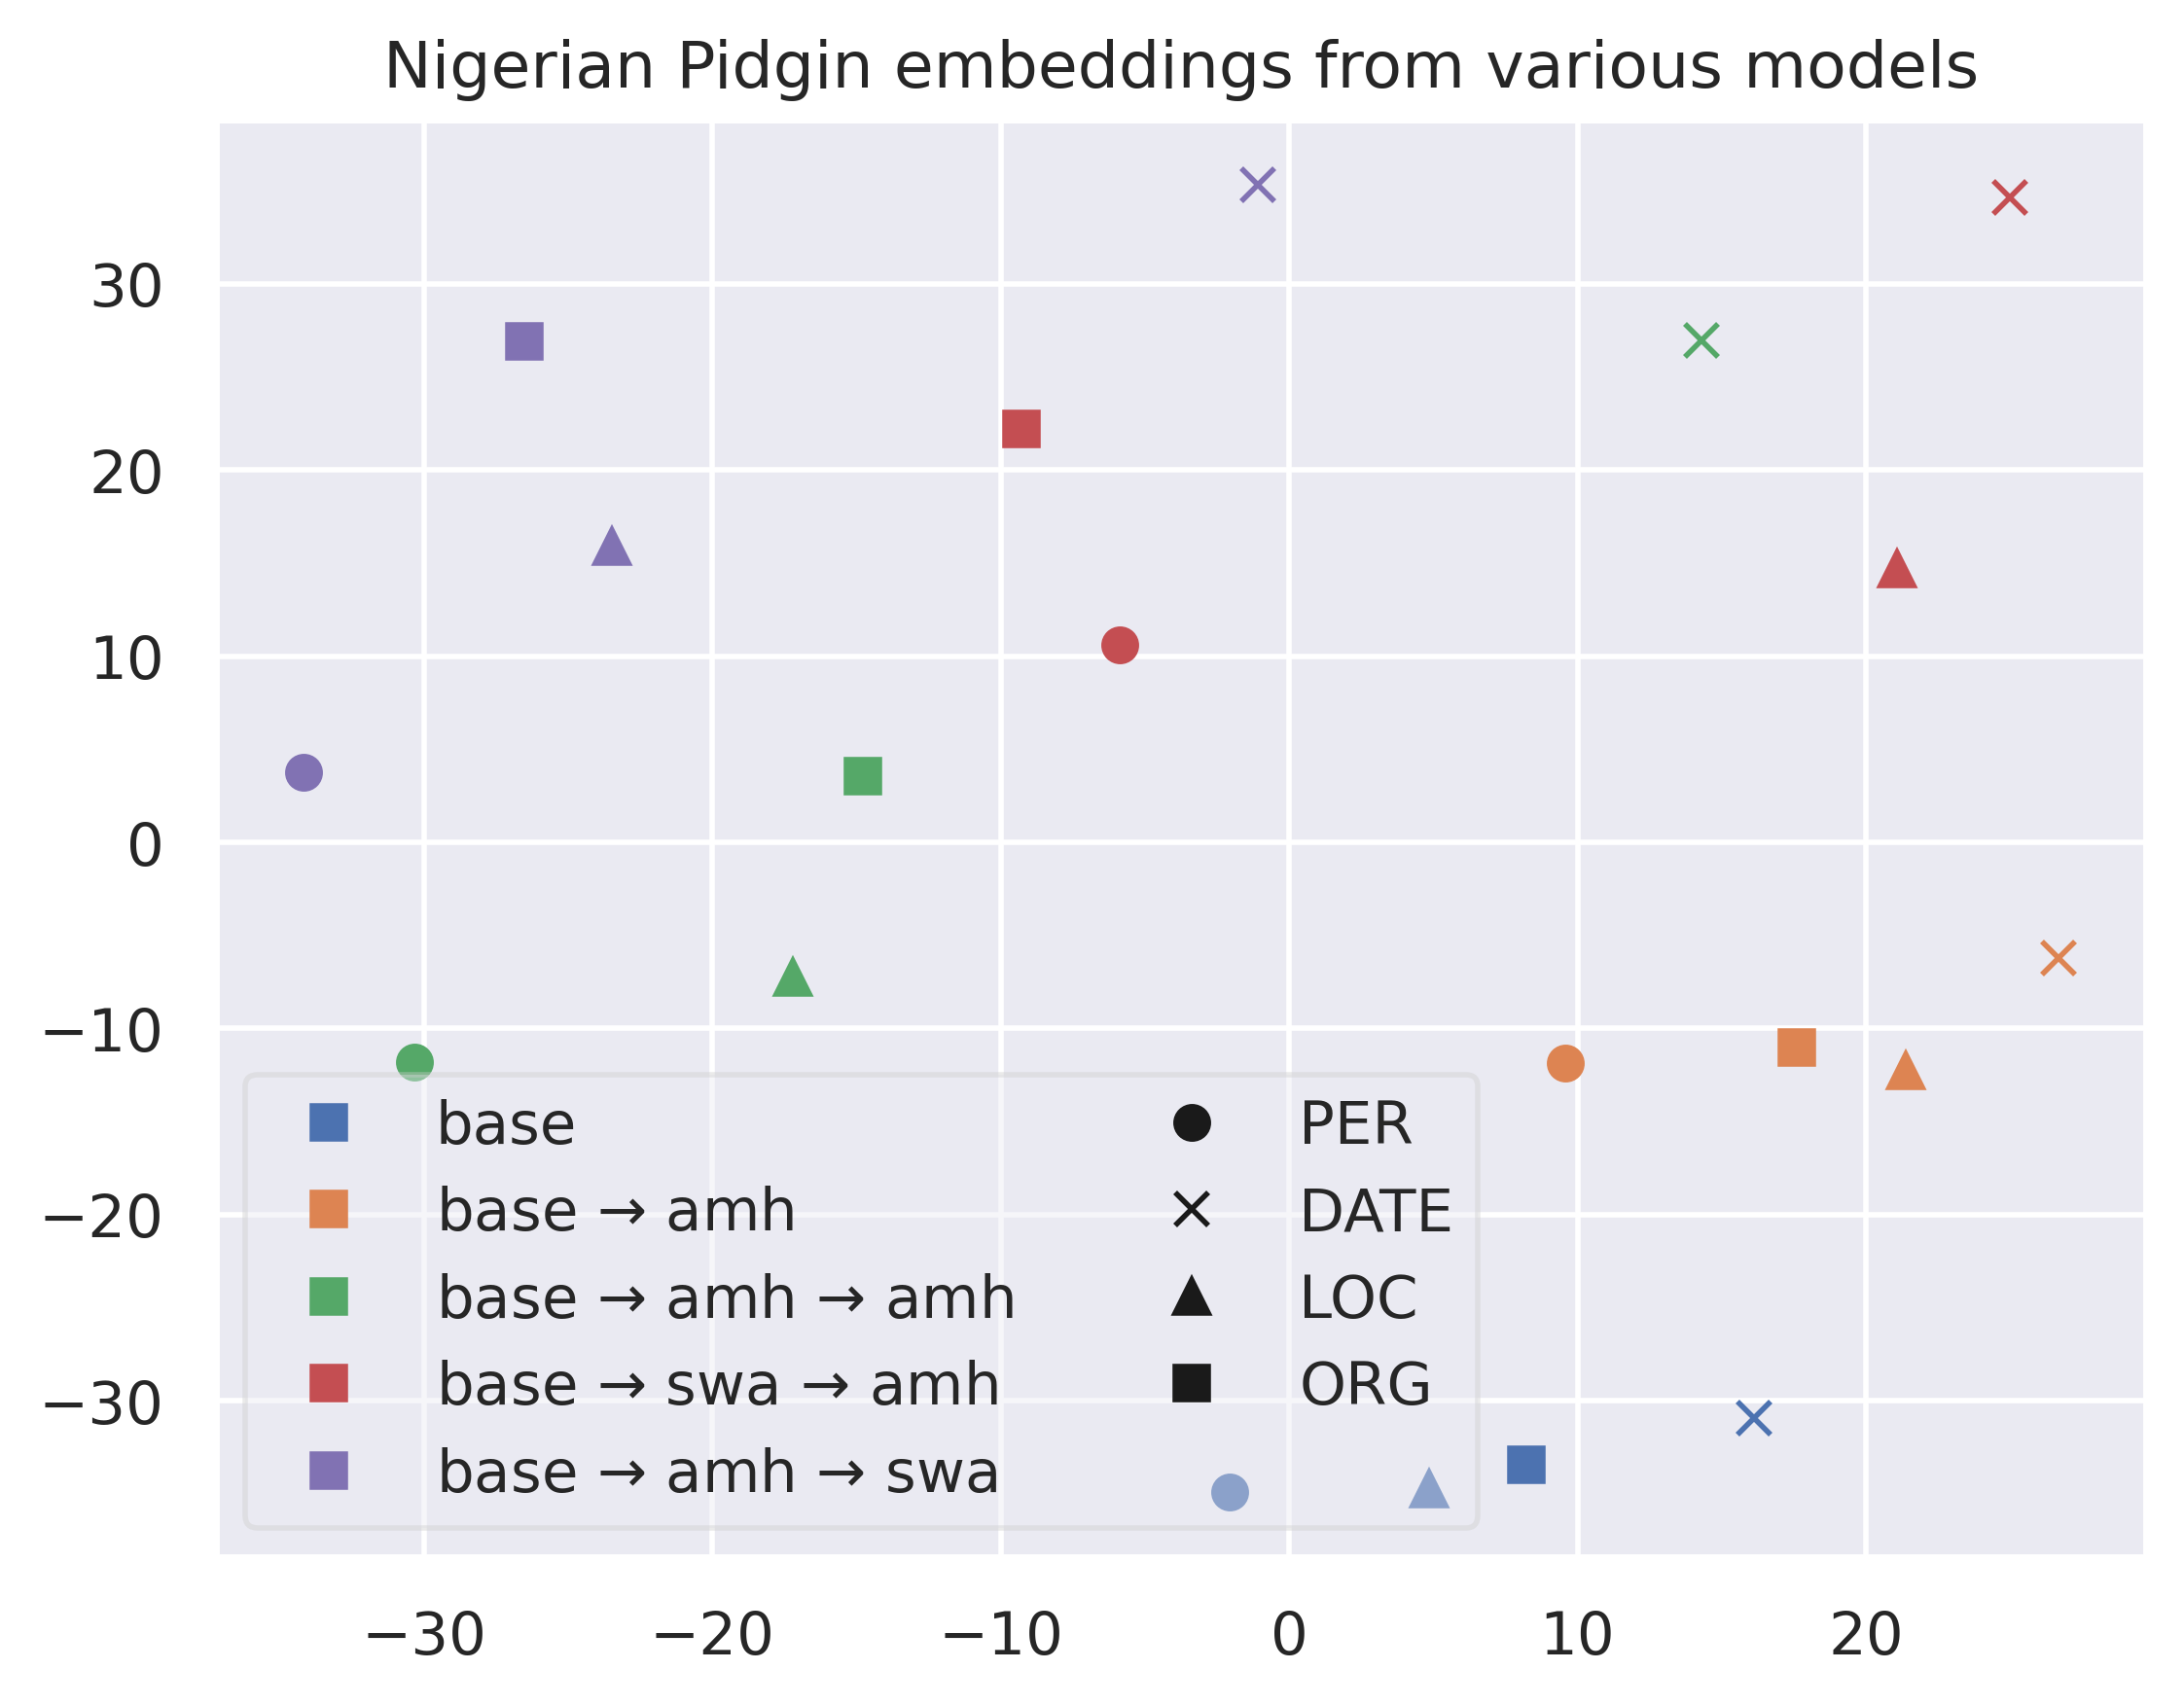 Nigerian Pidgin embeddings from various models
30
20
10
0
−10
−20
−30
base
base → amh
base → amh → amh
base → swa → amh
base → amh → swa
PER
DATE
LOC
ORG
−30 −20 −10 0 10 20